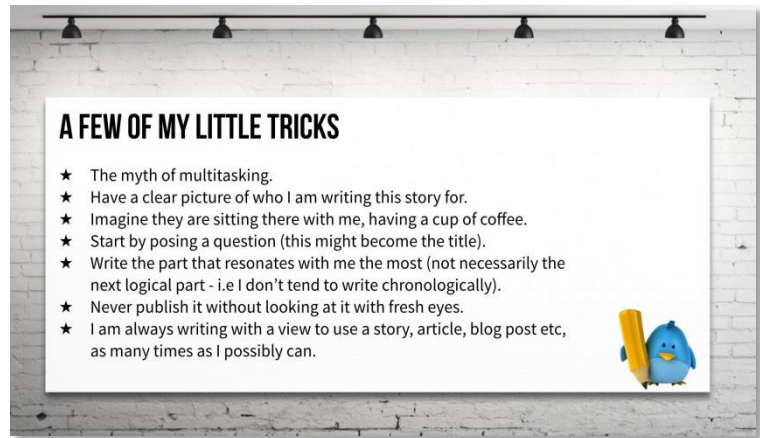 A FEW OF MY LITTLE TRICKS
★ The myth of multitasking.
★ Have a clear picture of who I am writing this story for.
★ Imagine they are sitting there with me, having a cup of coffee.
★ Start by posing a question (this might become the title).
★ Write the part that resonates with me the most (not necessarily the
next logical part - i.e I don't tend to write chronologically).
★ Never publish it without looking at it with fresh eyes.
★ I am always writing with a view to use a story, article, blog post etc,
as many times as I possibly can.